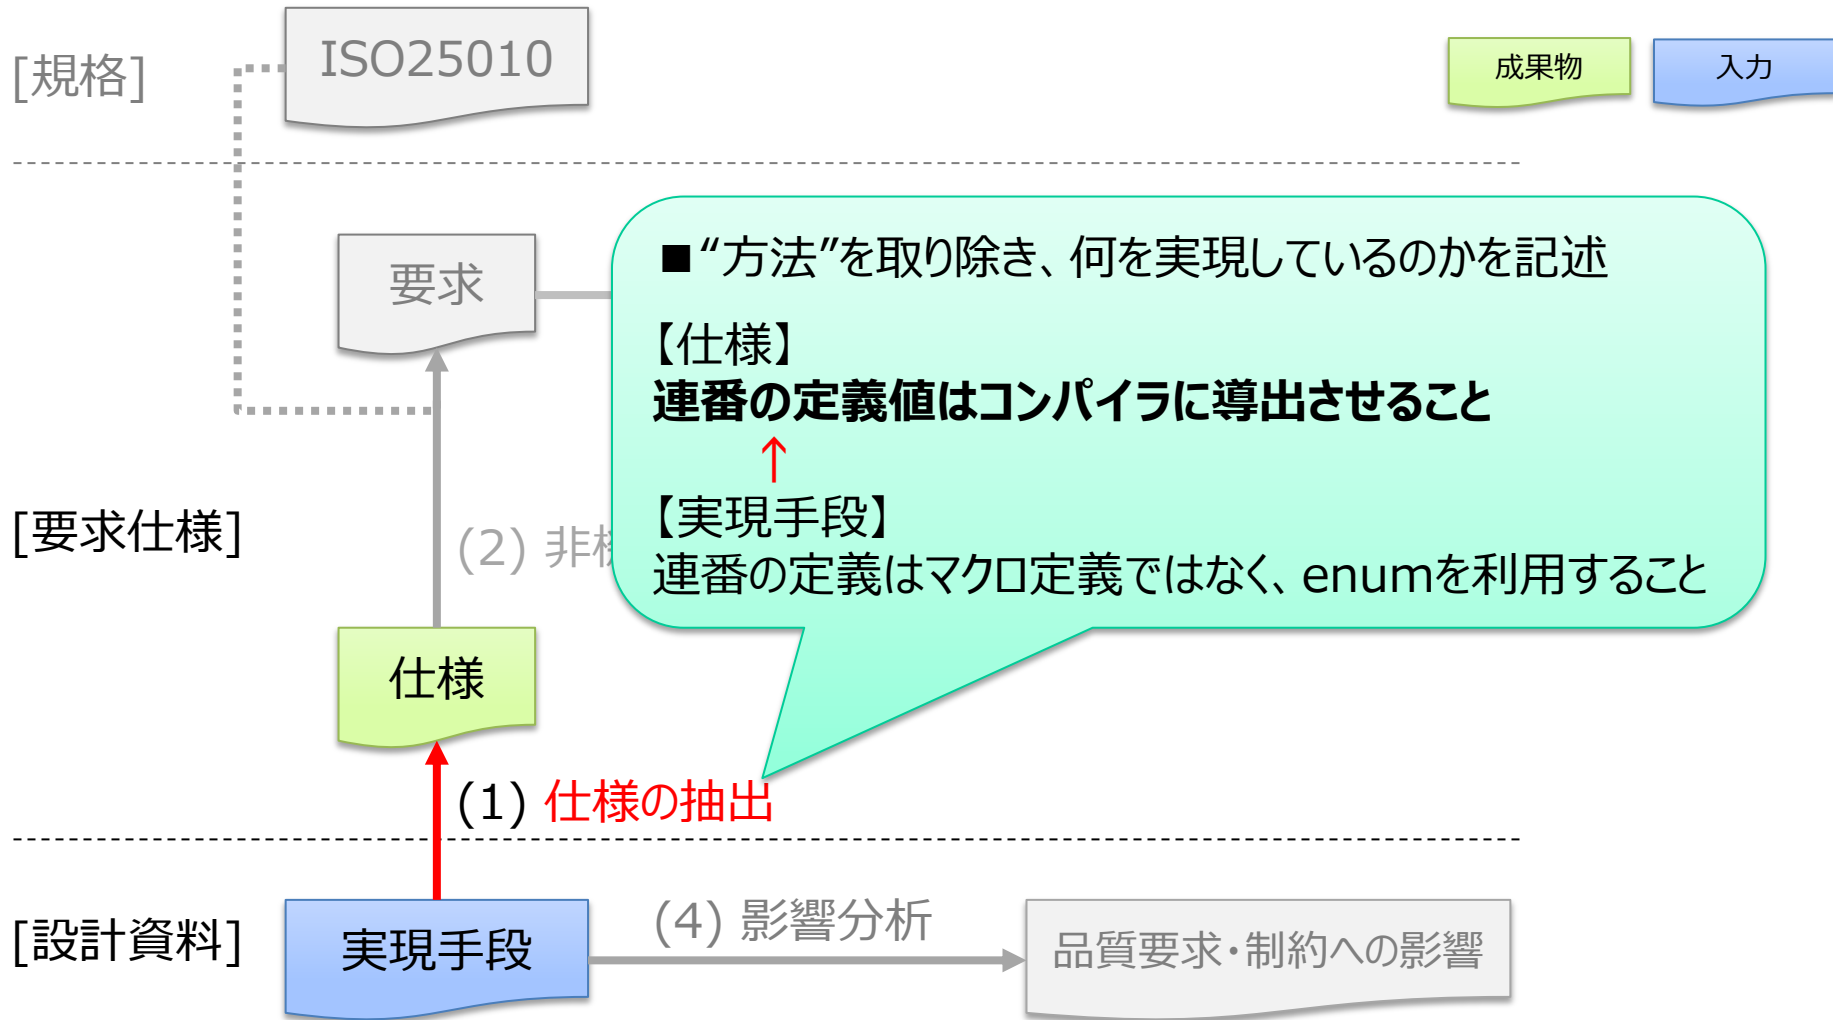 [規格]
ISO25010
成果物
入力
要求
■“方法”を取り除き、何を実現しているのかを記述
【仕様】
連番の定義値はコンパイラに導出させること
↑
【実現手段】
連番の定義はマクロ定義ではなく、enumを利用すること
[要求仕様]
(2) 非
仕様
(1) 仕様の抽出
[設計資料]
実現手段
(4) 影響分析
品質要求・制約への影響